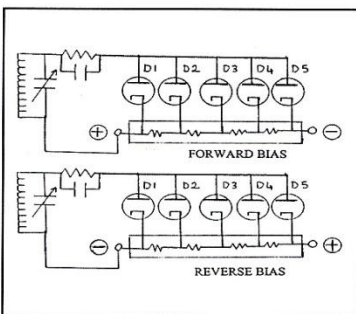 D1 D2 D3 D4 D5
+ −
FORWARD BIAS
D1 D2 D3 D4 D5
− +
REVERSE BIAS